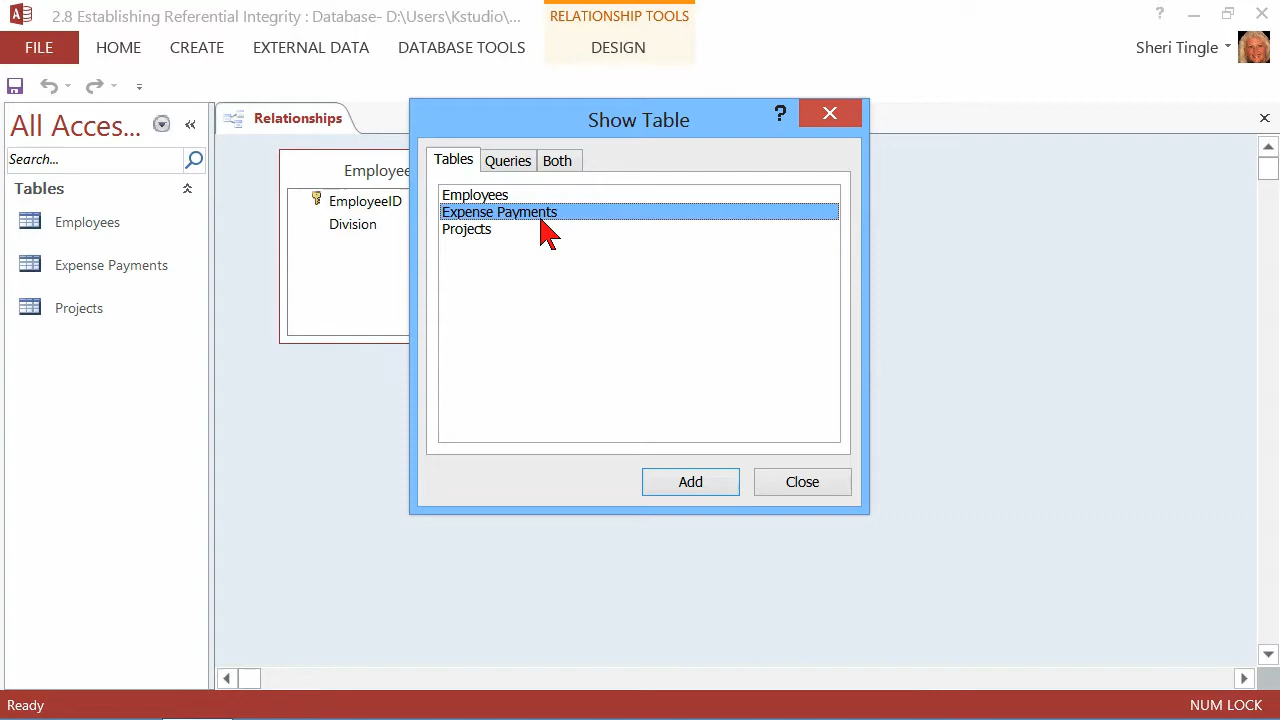 2.8 Establishing Referential Integrity : Database- D:\Users\Kstudio\...
RELATIONSHIP TOOLS
?
FILE
HOME
CREATE
EXTERNAL DATA
DATABASE TOOLS
DESIGN
Sheri Tingle
All Acces...
Search...
Tables
Employees
Expense Payments
Projects
Relationships
Employee
EmployeeID
Division
Show Table
?
Tables
Queries
Both
Employees
Expense Payments
Projects
Add
Close
Ready
NUM LOCK